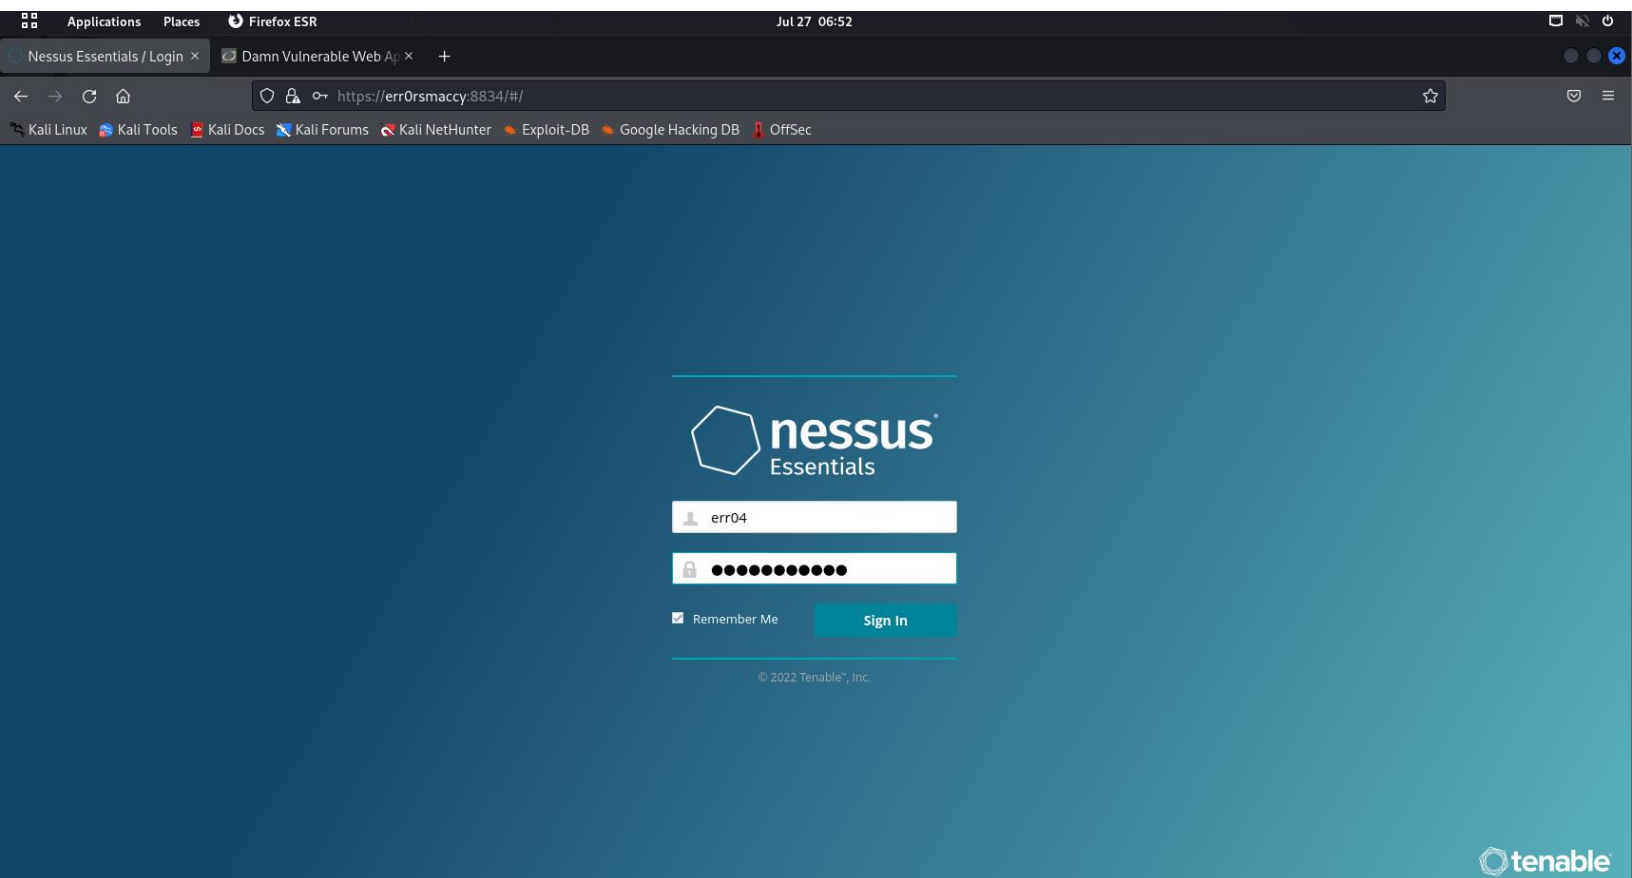 Applications Places Firefox ESR Jul 27 06:52
Nessus Essentials / Login × Damn Vulnerable Web Ap × +
https://err0rsmaccy:8834/#/
Kali Linux Kali Tools Kali Docs Kali Forums Kali NetHunter Exploit-DB Google Hacking DB OffSec
nessus®
Essentials
err04
●●●●●●●●●●●
Remember Me Sign In
© 2022 Tenable™, Inc.
tenable